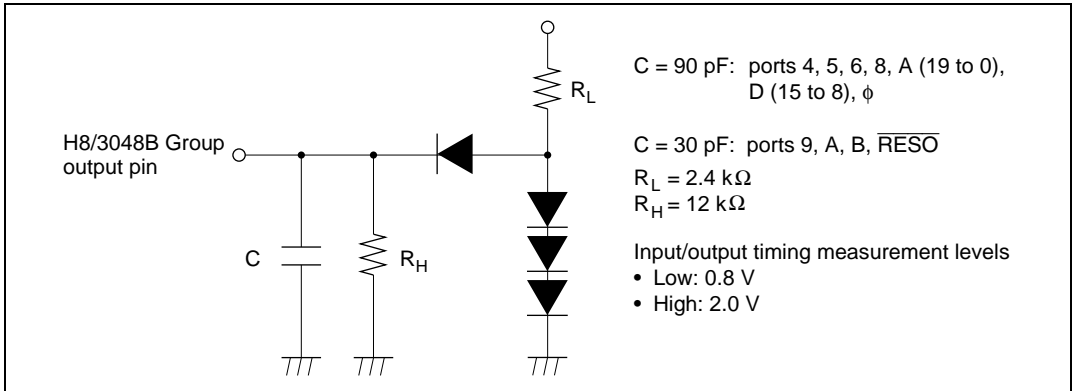 H8/3048B Group
output pin
C
R_H
R_L
C = 90 pF: ports 4, 5, 6, 8, A (19 to 0),
D (15 to 8), ϕ
C = 30 pF: ports 9, A, B, R̅E̅S̅O̅
R_L = 2.4 kΩ
R_H = 12 kΩ
Input/output timing measurement levels
• Low: 0.8 V
• High: 2.0 V